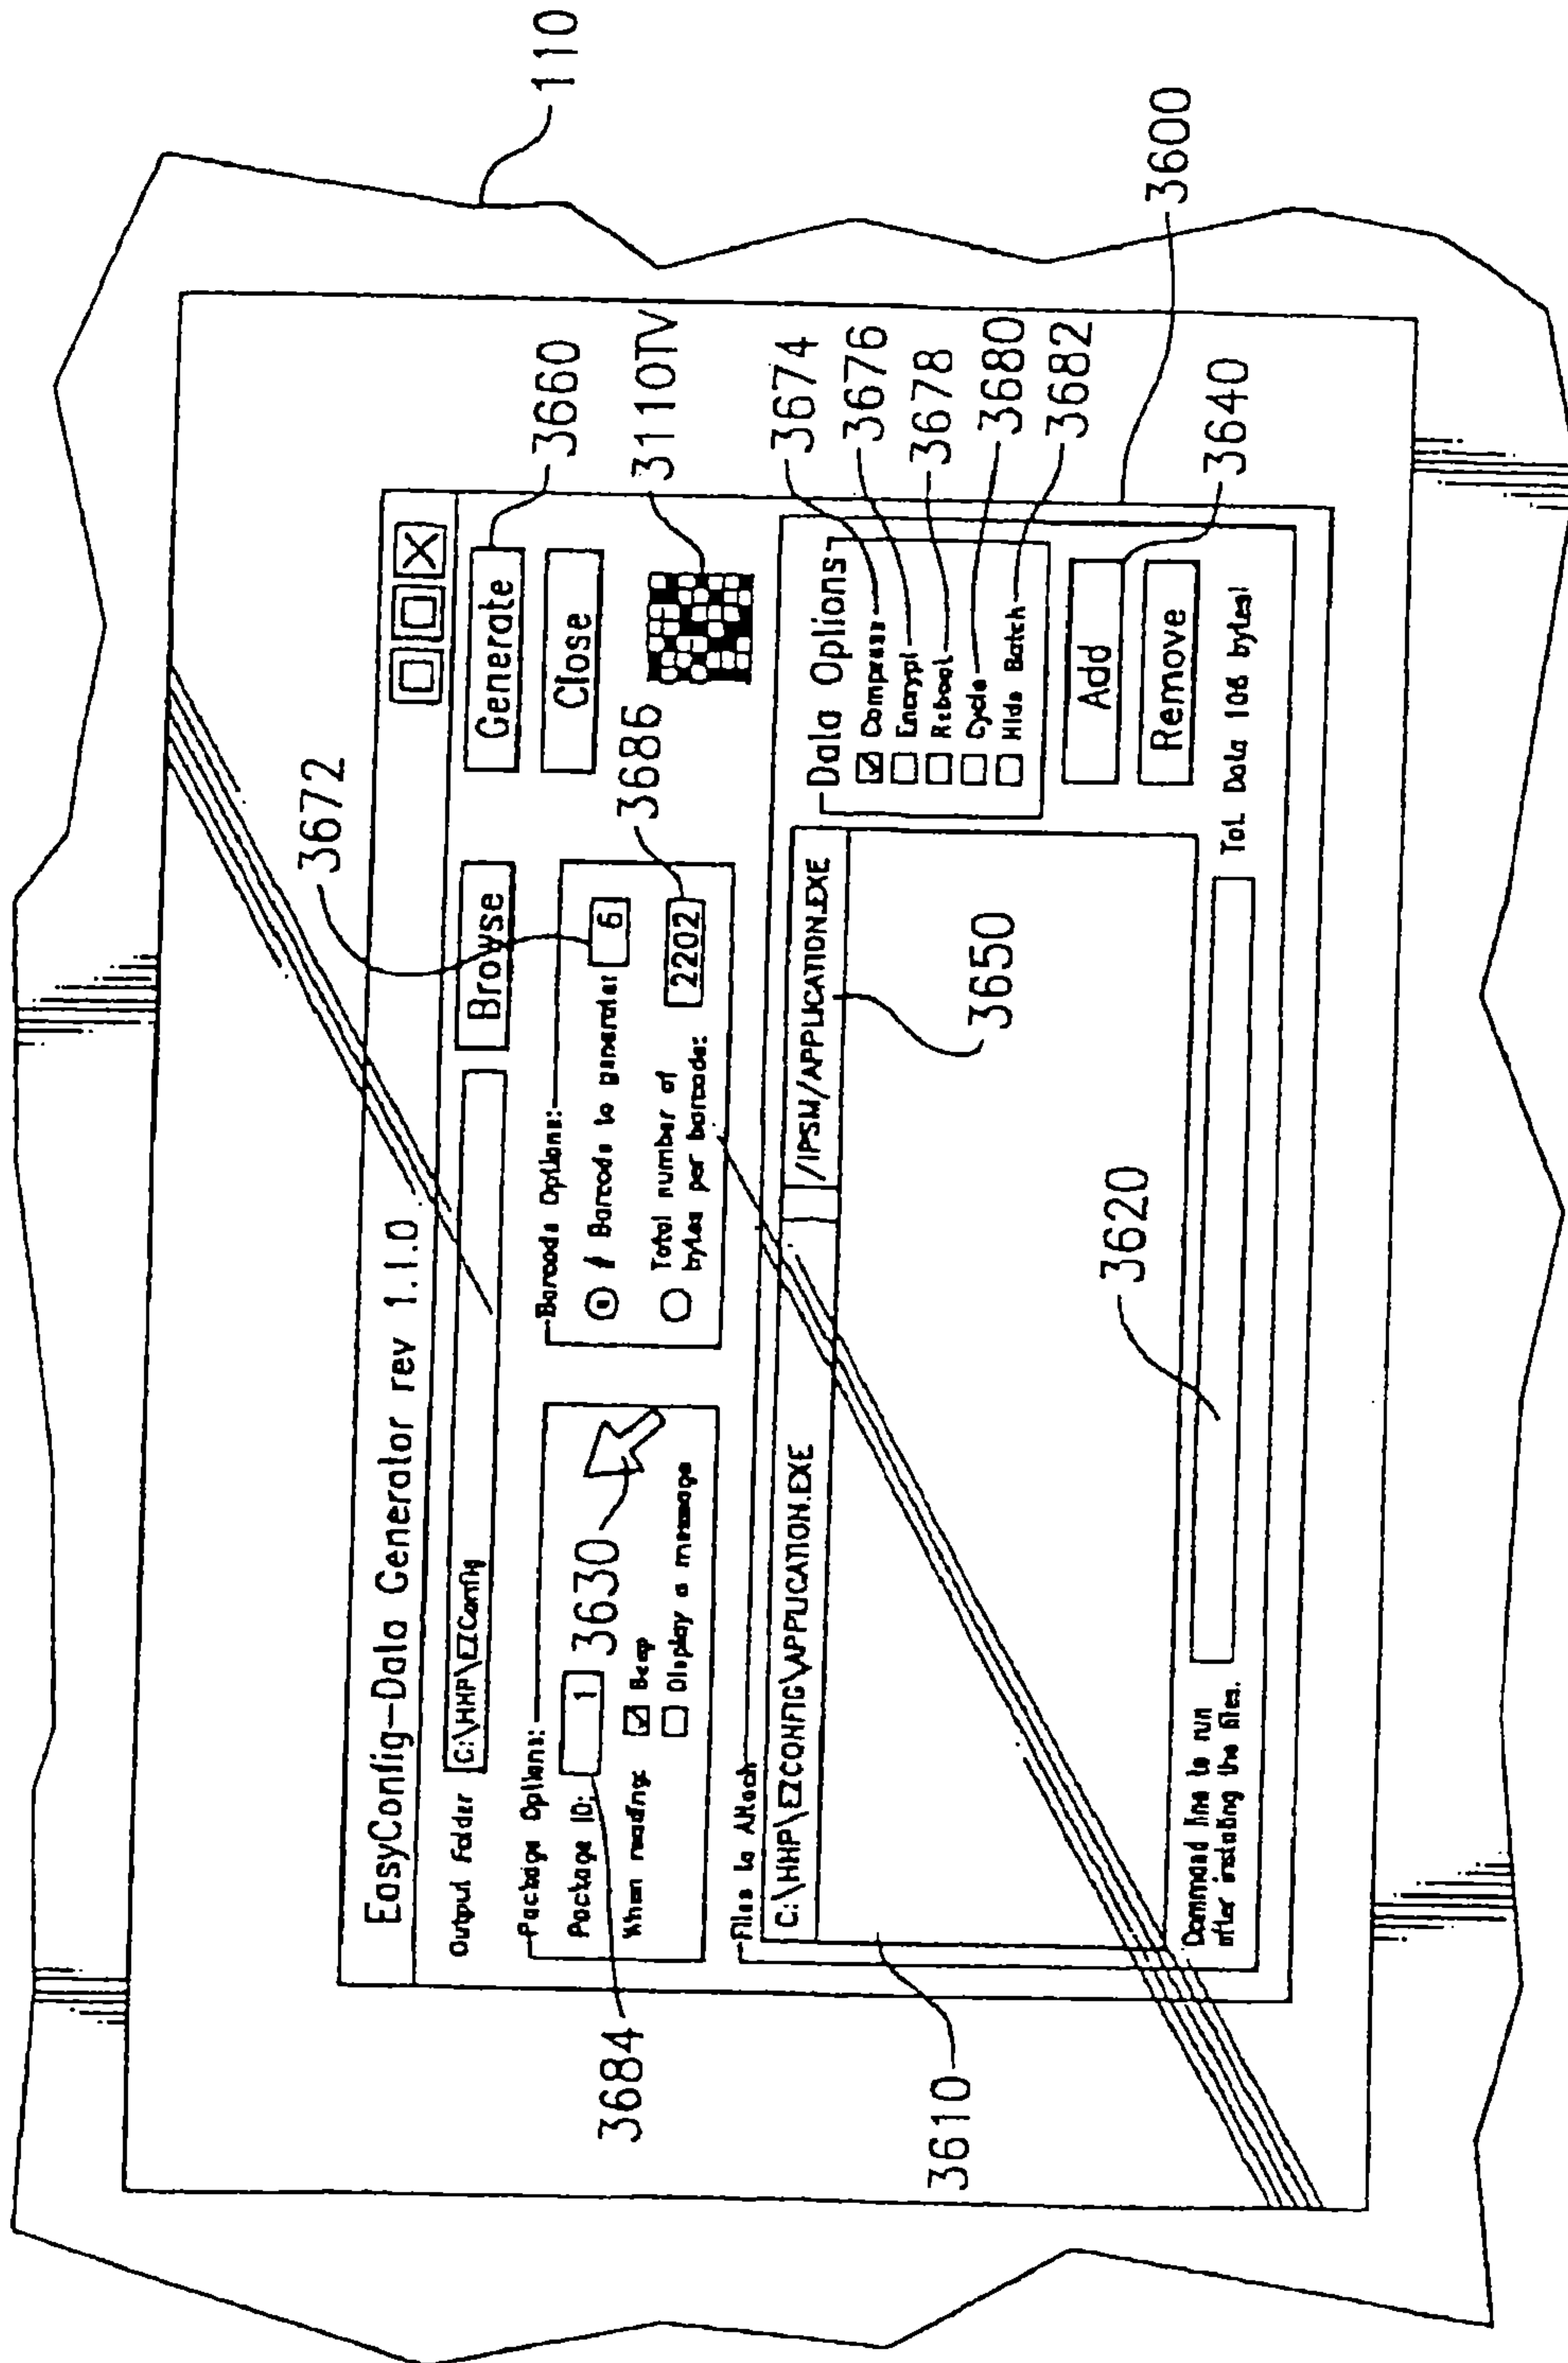 110
EasyConfig-Data Generator rev 1.1.0
3672
3660
Output Folder C:\HHP\EZConfig Browse Generate
Package Options:
Barcode Options:
Close
3684
Package ID: 1
3630
# Barcode to generate: 6
3686
3110TV
When reading: Beep
Display a message
Total number of
bytes per barcode: 2202
Files to Attach
C:\HHP\EZCONFIG\APPLICATION.EXE /IPSM/APPLICATION.EXE
Data Options
Compress 3674
Encrypt 3676
Reboot 3678
Cycle 3680
Hide Batch 3682
3610
3650
Add 3640
Remove
3620
Command line to run
after installing the files.
Tot. Data 106 bytes!
3600